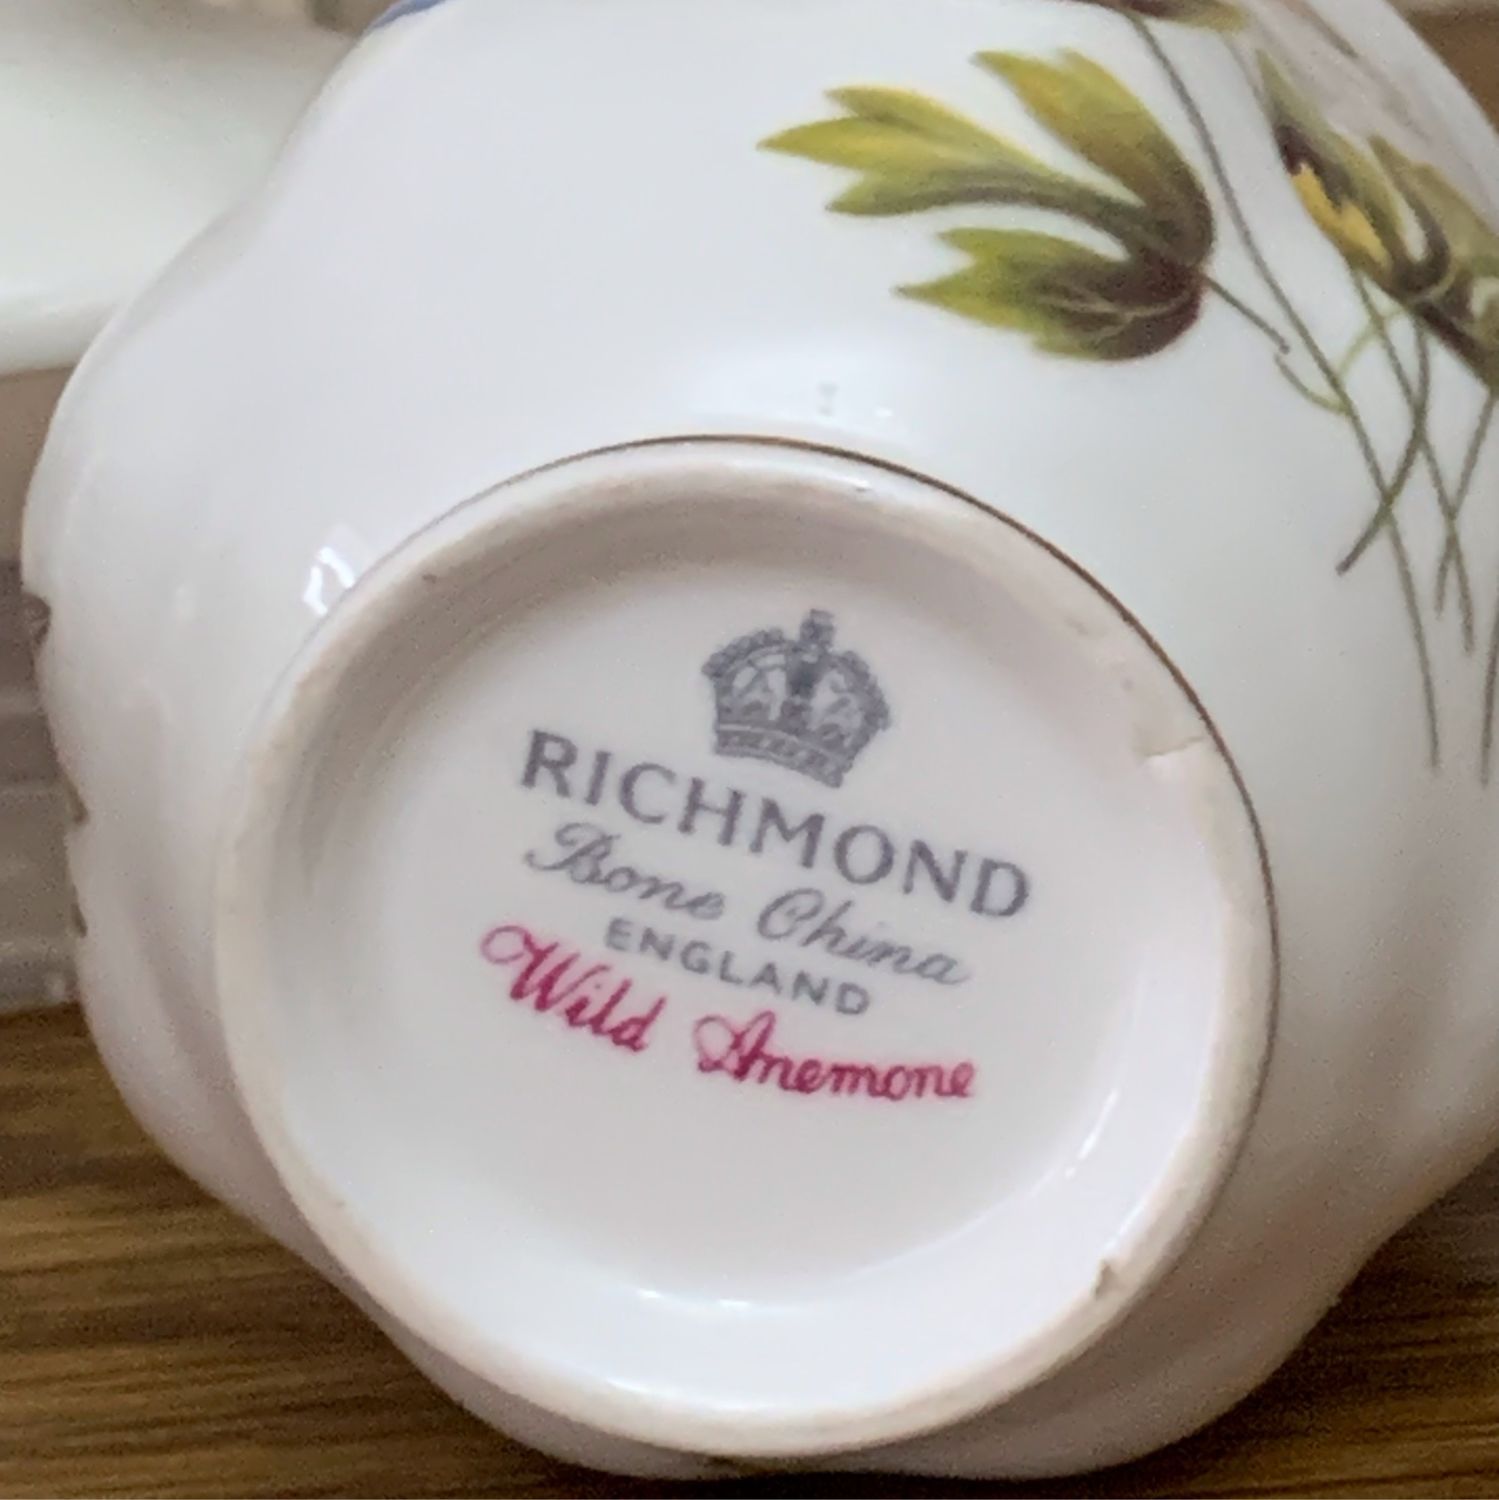 RICHMOND
Bone China
ENGLAND
Wild Anemone